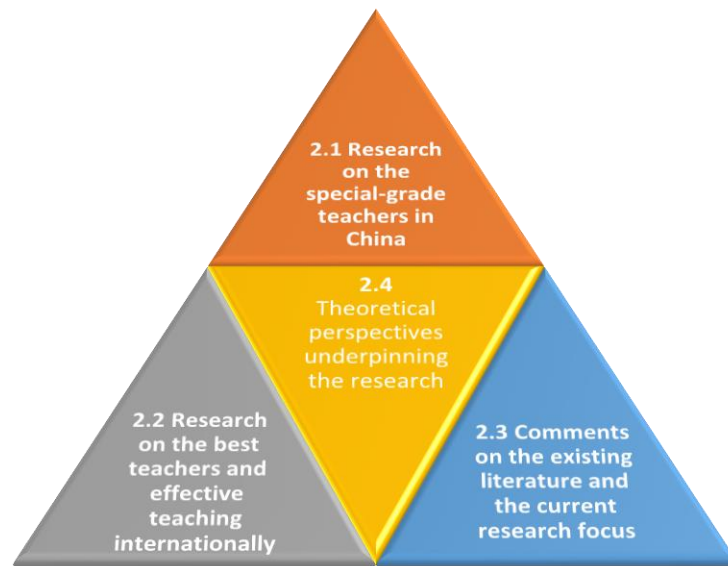 2.1 Research
on the
special-grade
teachers in
China
2.4
Theoretical
perspectives
underpinning
the research
2.2 Research
on the best
teachers and
effective
teaching
internationally
2.3 Comments
on the existing
literature and
the current
research focus